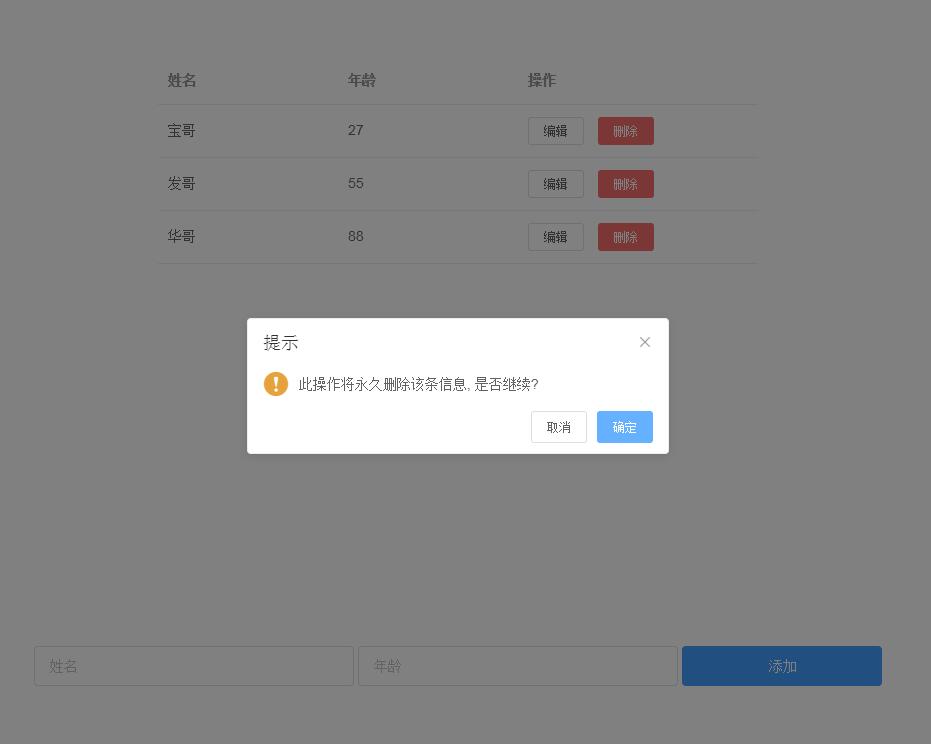 姓名 年龄 操作
宝哥 27 编辑 删除
发哥 55 编辑 删除
华哥 88 编辑 删除
提示
此操作将永久删除该条信息, 是否继续?
取消 确定
姓名 年龄 添加